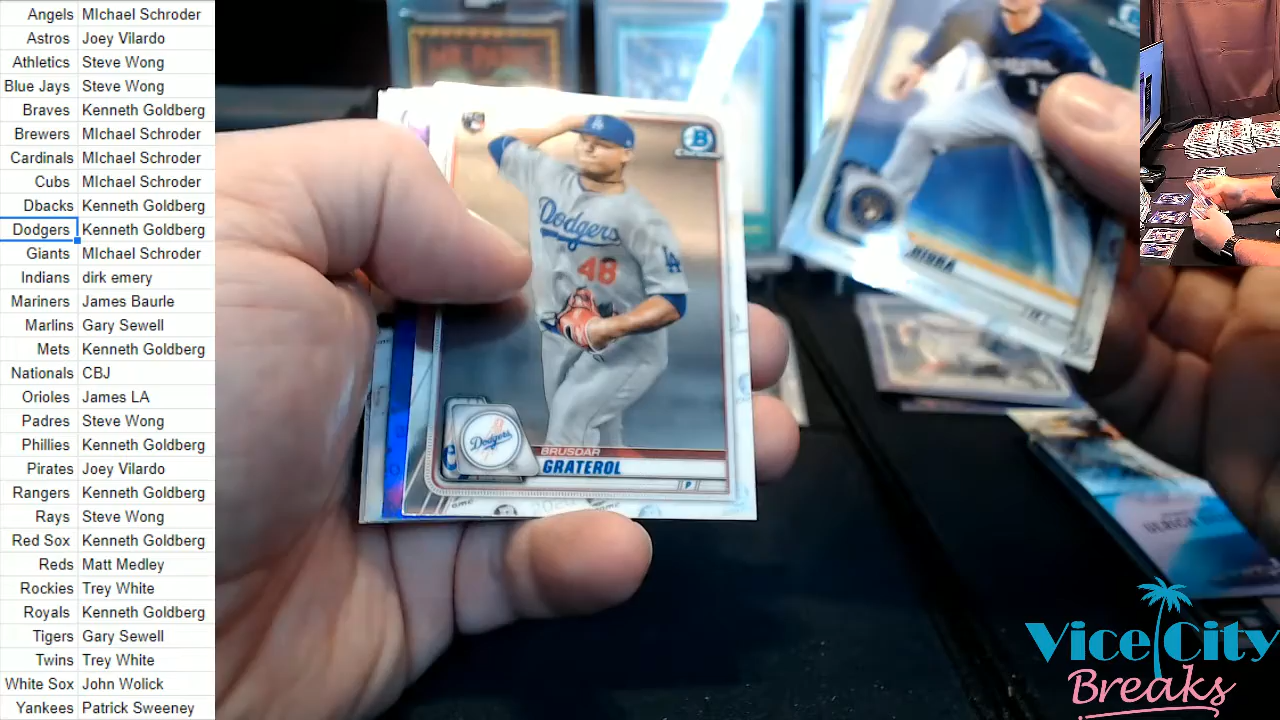 Angels MIchael Schroder
Astros Joey Vilardo
Athletics Steve Wong
Blue Jays Steve Wong
Braves Kenneth Goldberg
Brewers MIchael Schroder
Cardinals MIchael Schroder
Cubs MIchael Schroder
Dbacks Kenneth Goldberg
Dodgers Kenneth Goldberg
Giants MIchael Schroder
Indians dirk emery
Mariners James Baurle
Marlins Gary Sewell
Mets Kenneth Goldberg
Nationals CBJ
Orioles James LA
Padres Steve Wong
Phillies Kenneth Goldberg
Pirates Joey Vilardo
Rangers Kenneth Goldberg
Rays Steve Wong
Red Sox Kenneth Goldberg
Reds Matt Medley
Rockies Trey White
Royals Kenneth Goldberg
Tigers Gary Sewell
Twins Trey White
White Sox John Wolick
Yankees Patrick Sweeney
B
Chrome
Dodgers
48
LA
Dodgers
BRUSDAR
GRATEROL
P
HIURA
Vice City
Breaks